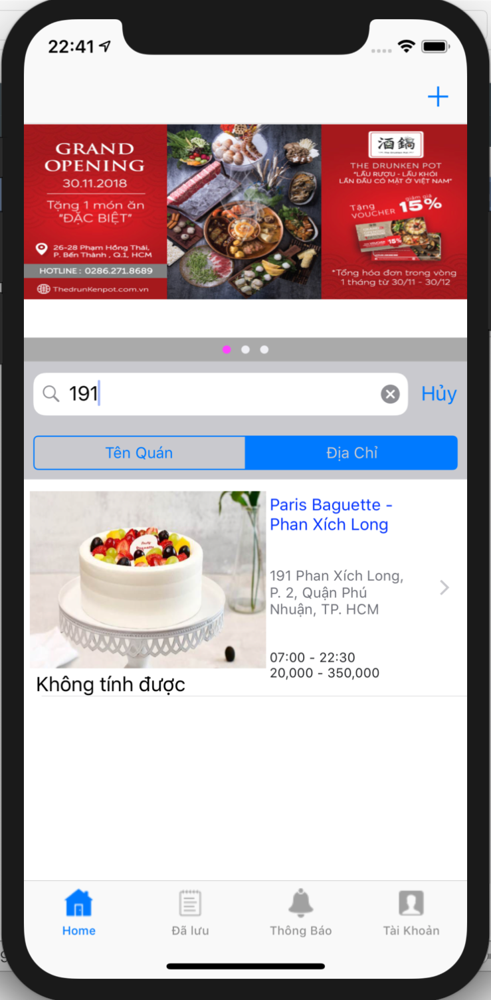 22:41
GRAND
OPENING
30.11.2018
Tặng 1 món ăn
"ĐẶC BIỆT"
26-28 Phạm Hồng Thái,
P. Bến Thành , Q.1, HCM
HOTLINE : 0286.271.8689
ThedrunKenpot.com.vn
酒鍋
The Drunken Pot
THE DRUNKEN POT
"LẨU RƯỢU - LẨU KHÓI
LẦN ĐẦU CÓ MẶT Ở VIỆT NAM"
Tặng giảm giá
VOUCHER 15%
15%
*Tổng hóa đơn trong vòng
1 tháng từ 30/11 - 30/12
191
Hủy
Tên Quán
Địa Chỉ
Paris Baguette -
Phan Xích Long
191 Phan Xích Long,
P. 2, Quận Phú
Nhuận, TP. HCM
07:00 - 22:30
20,000 - 350,000
Không tính được
Home
Đã lưu
Thông Báo
Tài Khoản